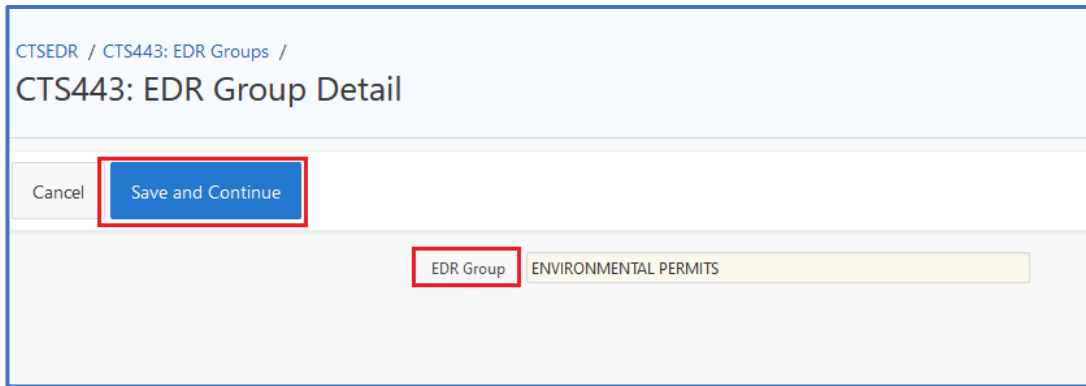 CTSEDR / CTS443: EDR Groups /
CTS443: EDR Group Detail
Cancel Save and Continue
EDR Group ENVIRONMENTAL PERMITS